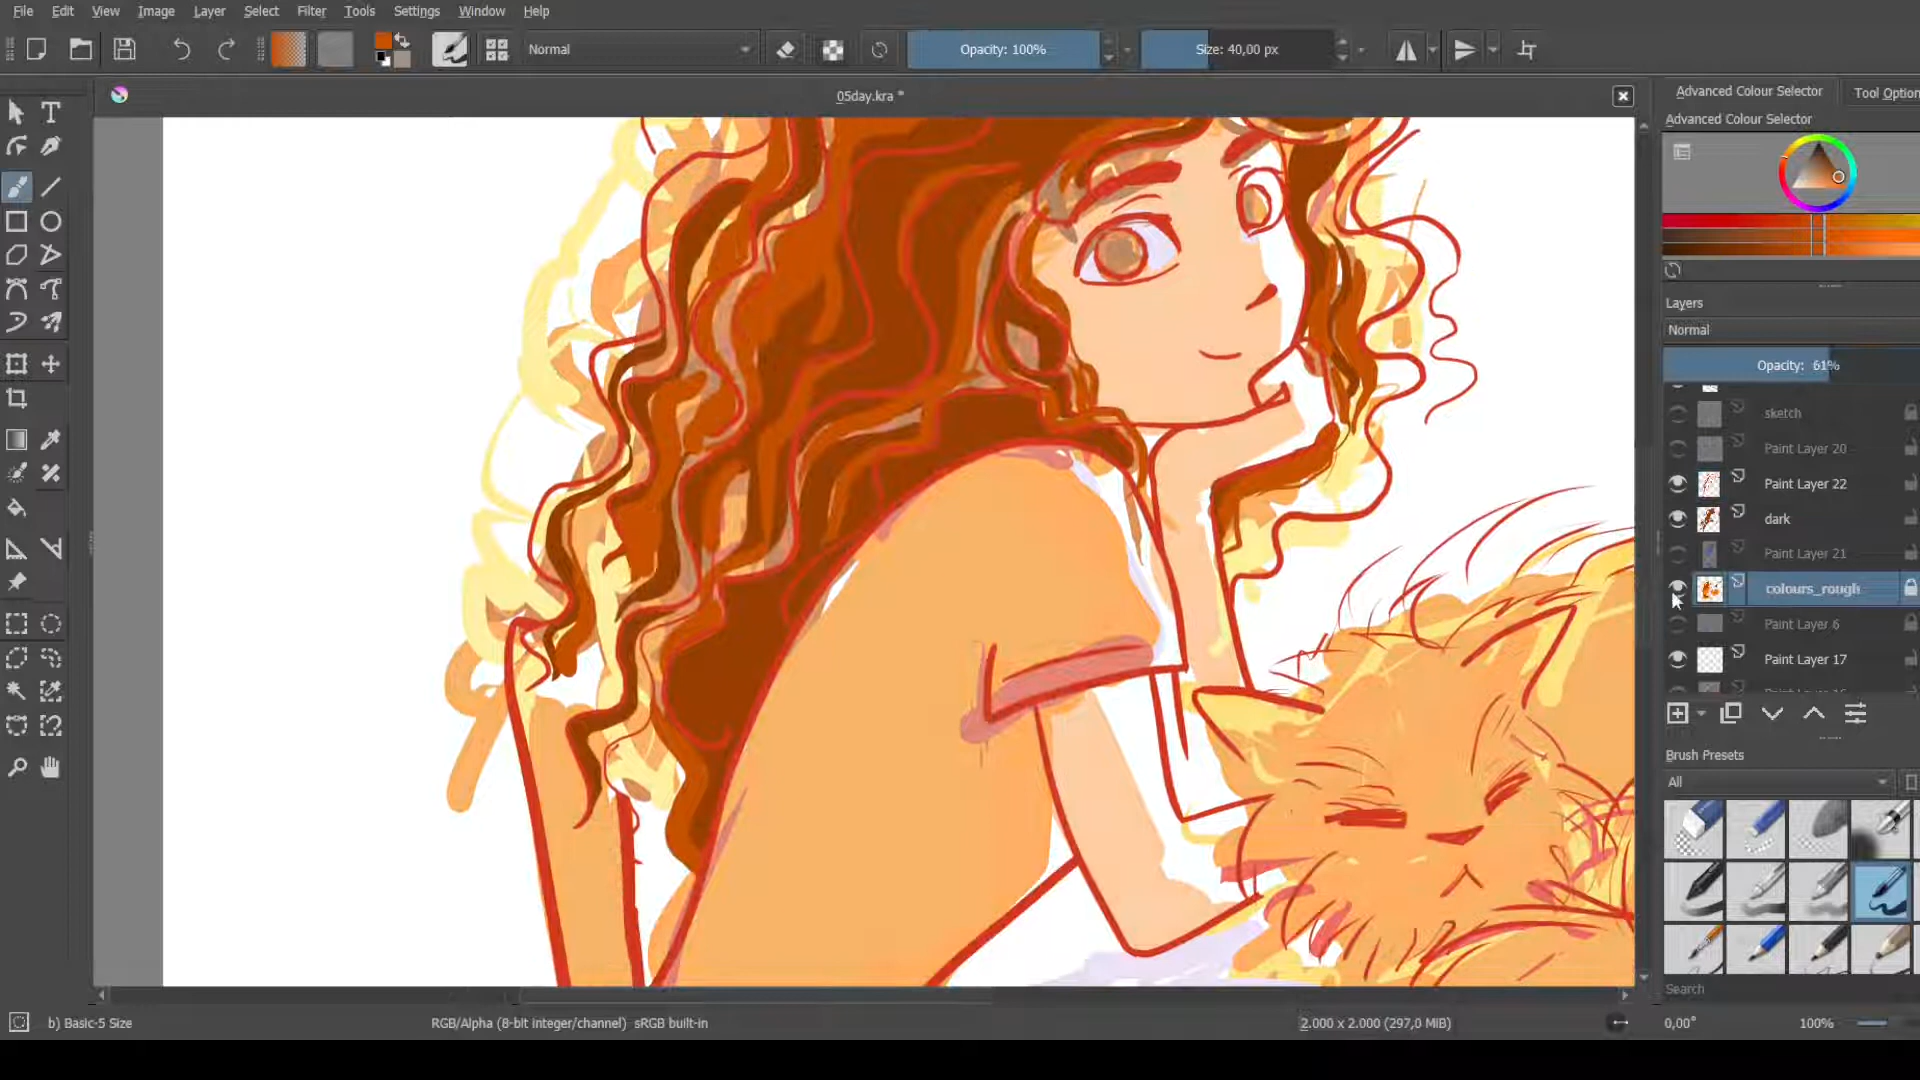 File Edit View Image Layer Select Filter Tools Settings Window Help
Normal
Opacity: 100%
Size: 40,00 px
05day.kra *
Advanced Colour Selector
Tool Option
Advanced Colour Selector
Layers
Normal
Opacity: 61%
sketch
Paint Layer 20
Paint Layer 22
dark
Paint Layer 21
colours_rough
Paint Layer 6
Paint Layer 17
Brush Presets
All
Search
b) Basic-5 Size
RGB/Alpha (8-bit integer/channel) sRGB built-in
2.000 x 2.000 (297,0 MiB)
0,00°
100%